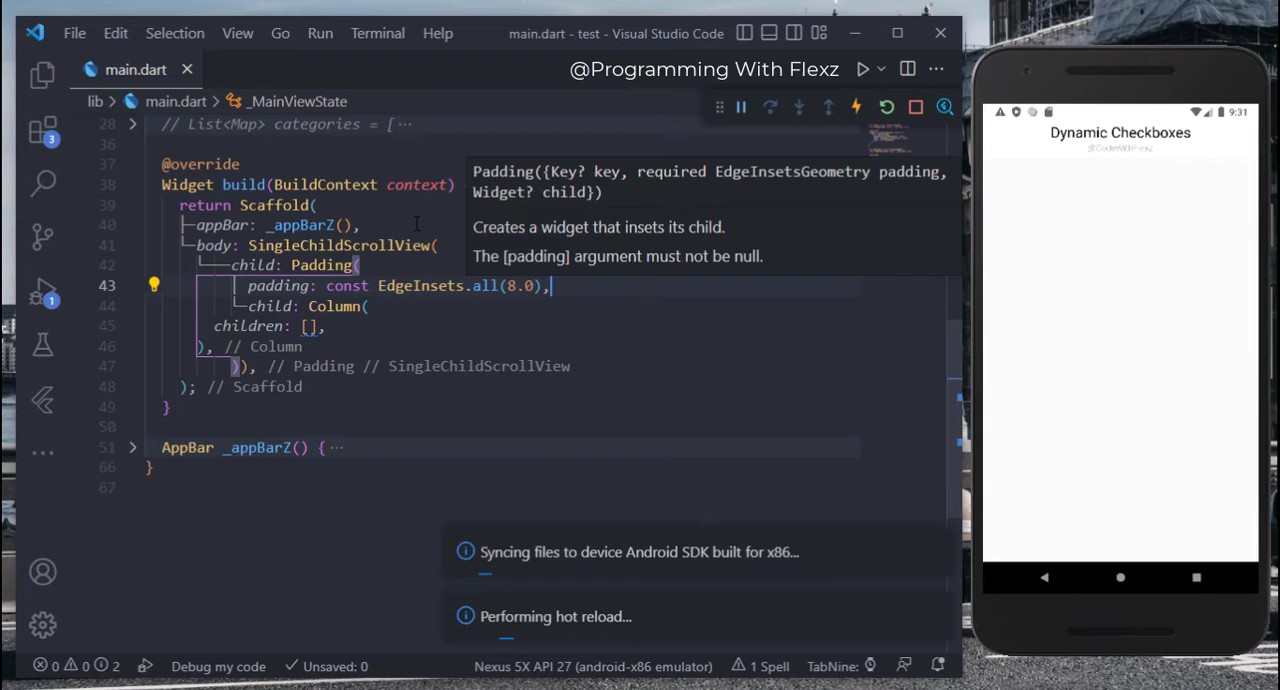 File Edit Selection View Go Run Terminal Help main.dart - test - Visual Studio Code
main.dart
@Programming With Flexz
lib > main.dart > _MainViewState
28 // List<Map> categories = [ ···
36
37 @override
38 Widget build(BuildContext context)
39 return Scaffold(
40 appBar: _appBarZ(),
41 body: SingleChildScrollView(
42 child: Padding(
43 padding: const EdgeInsets.all(8.0),
44 child: Column(
45 children: [],
46 ), // Column
47 )), // Padding // SingleChildScrollView
48 ); // Scaffold
49 }
50
51 AppBar _appBarZ() { ···
66 }
67
Padding({Key? key, required EdgeInsetsGeometry padding,
Widget? child})
Creates a widget that insets its child.
The [padding] argument must not be null.
3
1
Syncing files to device Android SDK built for x86...
Performing hot reload...
0 0 2 Debug my code Unsaved: 0 Nexus 5X API 27 (android-x86 emulator) 1 Spell TabNine:
9:31
Dynamic Checkboxes
@CodeWithFlexz